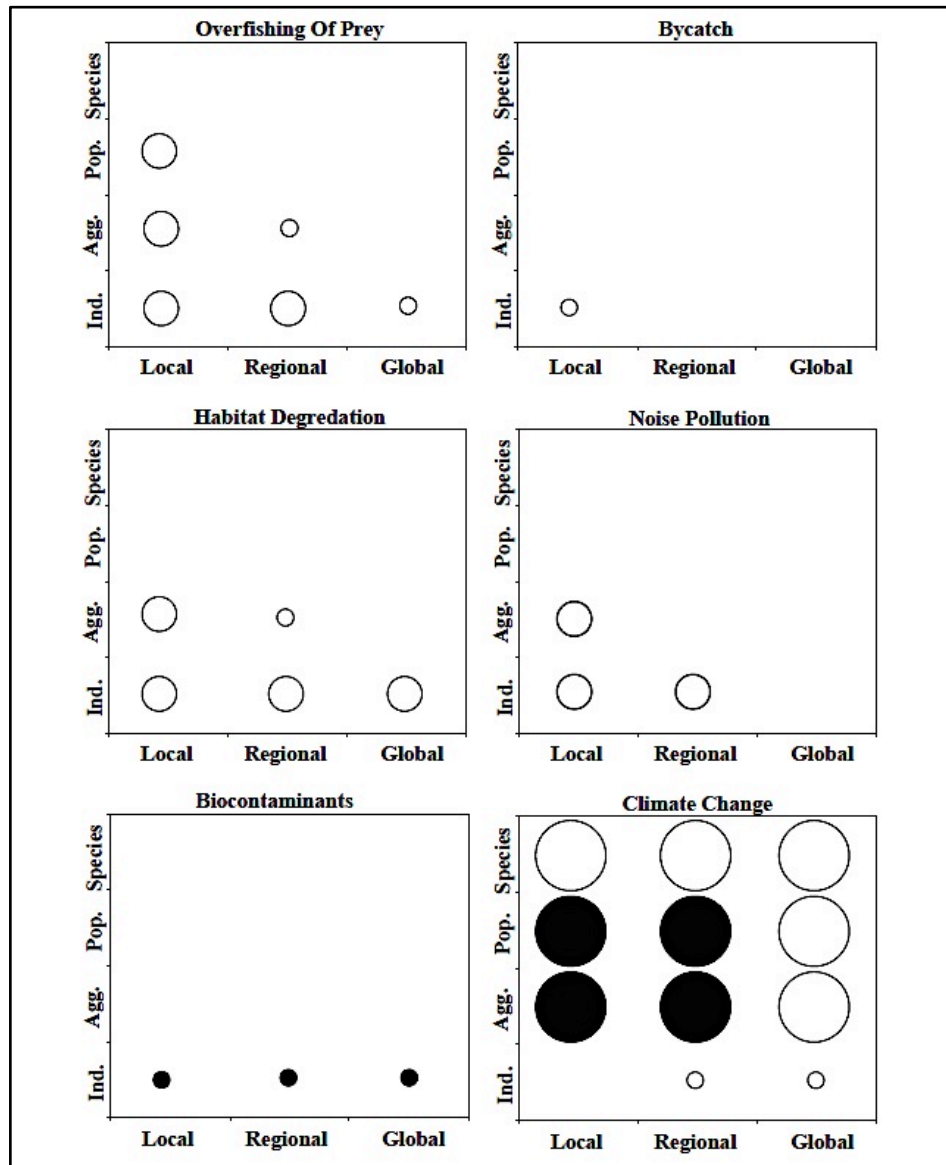 Overfishing Of Prey
Species
Pop.
Agg.
Ind.
Local Regional Global
Bycatch
Species
Pop.
Agg.
Ind.
Local Regional Global
Habitat Degredation
Species
Pop.
Agg.
Ind.
Local Regional Global
Noise Pollution
Species
Pop.
Agg.
Ind.
Local Regional Global
Biocontaminants
Species
Pop.
Agg.
Ind.
Local Regional Global
Climate Change
Species
Pop.
Agg.
Ind.
Local Regional Global